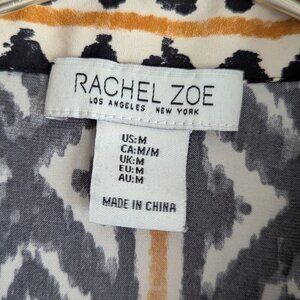 RACHEL ZOE
LOS ANGELES NEW YORK
US:M
CA:M/M
UK:M
EU:M
AU:M
MADE IN CHINA